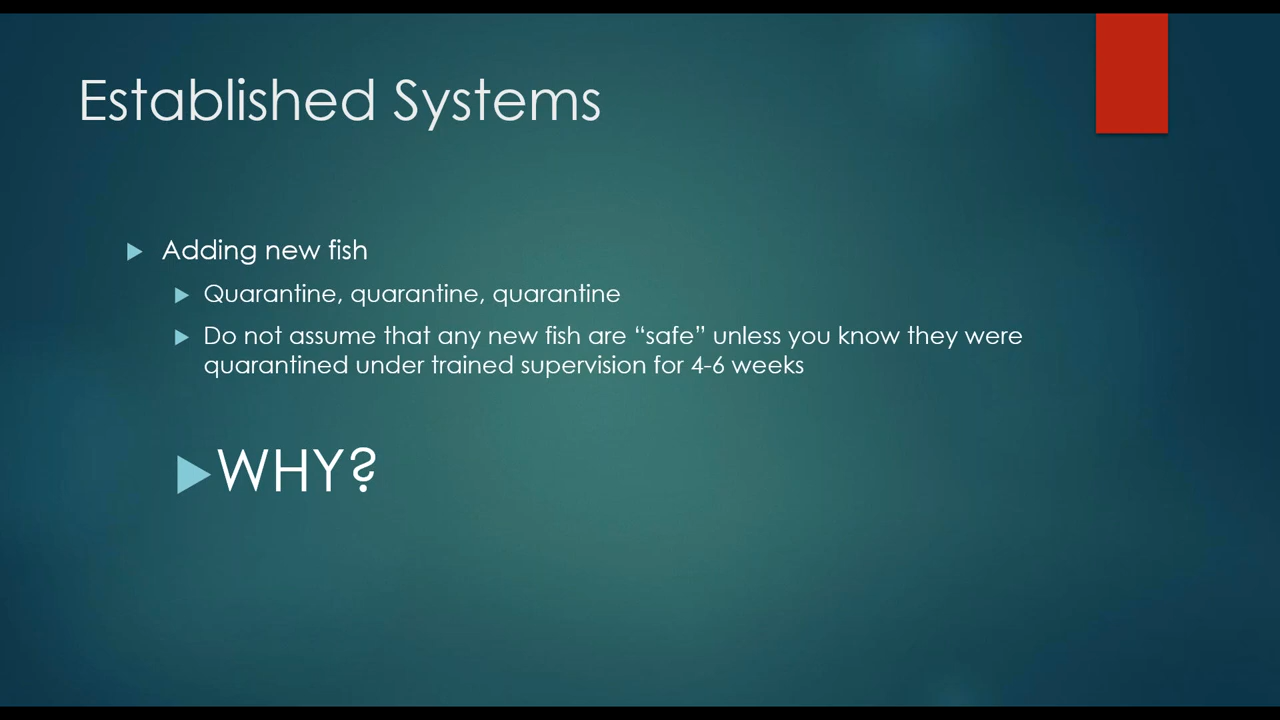 Established Systems
Adding new fish
Quarantine, quarantine, quarantine
Do not assume that any new fish are “safe” unless you know they were
quarantined under trained supervision for 4-6 weeks
WHY?